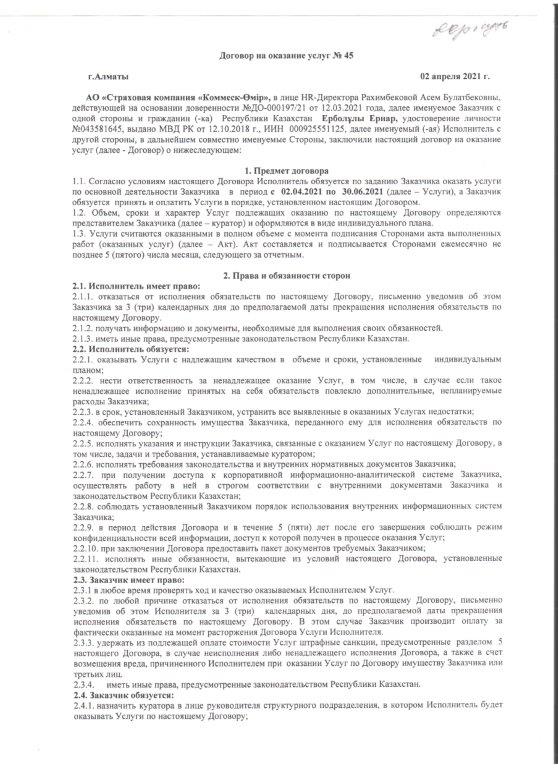 Договор на оказание услуг № 45
г.Алматы 02 апреля 2021 г.
АО «Страховая компания «Коммеск-Өмір», в лице HR-Директора Рахимбековой Асем Булатбековны,
действующей на основании доверенности №ДО-000197/21 от 12.03.2021 года, далее именуемое Заказчик с
одной стороны и гражданин (-ка) Республики Казахстан Ерболұлы Ернар, удостоверение личности
№043581645, выдано МВД РК от 12.10.2018 г., ИИН 000925551125, далее именуемый (-ая) Исполнитель с
другой стороны, в дальнейшем совместно именуемые Стороны, заключили настоящий договор на оказание
услуг (далее - Договор) о нижеследующем:
1. Предмет договора
1.1. Согласно условиям настоящего Договора Исполнитель обязуется по заданию Заказчика оказать услуги
по основной деятельности Заказчика в период с 02.04.2021 по 30.06.2021 (далее – Услуги), а Заказчик
обязуется принять и оплатить Услуги в порядке, установленном настоящим Договором.
1.2. Объем, сроки и характер Услуг подлежащих оказанию по настоящему Договору определяются
представителем Заказчика (далее – куратор) и оформляются в виде индивидуального плана.
1.3. Услуги считаются оказанными в полном объеме с момента подписания Сторонами акта выполненных
работ (оказанных услуг) (далее – Акт). Акт составляется и подписывается Сторонами ежемесячно не
позднее 5 (пятого) числа месяца, следующего за отчетным.
2. Права и обязанности сторон
2.1. Исполнитель имеет право:
2.1.1. отказаться от исполнения обязательств по настоящему Договору, письменно уведомив об этом
Заказчика за 3 (три) календарных дня до предполагаемой даты прекращения исполнения обязательств по
настоящему Договору.
2.1.2. получать информацию и документы, необходимые для выполнения своих обязанностей.
2.1.3. иметь иные права, предусмотренные законодательством Республики Казахстан.
2.2. Исполнитель обязуется:
2.2.1. оказывать Услуги с надлежащим качеством в объеме и сроки, установленные индивидуальным
планом;
2.2.2. нести ответственность за ненадлежащее оказание Услуг, в том числе, в случае если такое
ненадлежащее исполнение принятых на себя обязательств повлекло дополнительные, непланируемые
расходы Заказчика;
2.2.3. в срок, установленный Заказчиком, устранить все выявленные в оказанных Услугах недостатки;
2.2.4. обеспечить сохранность имущества Заказчика, переданного ему для исполнения обязательств по
настоящему Договору;
2.2.5. исполнять указания и инструкции Заказчика, связанные с оказанием Услуг по настоящему Договору, в
том числе, задачи и требования, устанавливаемые куратором;
2.2.6. исполнять требования законодательства и внутренних нормативных документов Заказчика;
2.2.7. при получении доступа к корпоративной информационно-аналитической системе Заказчика,
осуществлять работу в ней в строгом соответствии с внутренними документами Заказчика и
законодательством Республики Казахстан;
2.2.8. соблюдать установленный Заказчиком порядок использования внутренних информационных систем
Заказчика;
2.2.9. в период действия Договора и в течение 5 (пяти) лет после его завершения соблюдать режим
конфиденциальности всей информации, доступ к которой получен в процессе оказания Услуг;
2.2.10. при заключении Договора предоставить пакет документов требуемых Заказчиком;
2.2.11. исполнять иные обязанности, вытекающие из условий настоящего Договора, установленные
законодательством Республики Казахстан.
2.3. Заказчик имеет право:
2.3.1 в любое время проверять ход и качество оказываемых Исполнителем Услуг.
2.3.2. по любой причине отказаться от исполнения обязательств по настоящему Договору, письменно
уведомив об этом Исполнителя за 3 (три) календарных дня, до предполагаемой даты прекращения
исполнения обязательств по настоящему Договору. В этом случае Заказчик производит оплату за
фактически оказанные на момент расторжения Договора Услуги Исполнителя.
2.3.3. удержать из подлежащей оплате стоимости Услуг штрафные санкции, предусмотренные разделом 5
настоящего Договора, в случае неисполнения либо ненадлежащего исполнения Договора, а также в счет
возмещения вреда, причиненного Исполнителем при оказании Услуг по Договору имуществу Заказчика или
третьих лиц.
2.3.4. иметь иные права, предусмотренные законодательством Республики Казахстан.
2.4. Заказчик обязуется:
2.4.1. назначить куратора в лице руководителя структурного подразделения, в котором Исполнитель будет
оказывать Услуги по настоящему Договору;